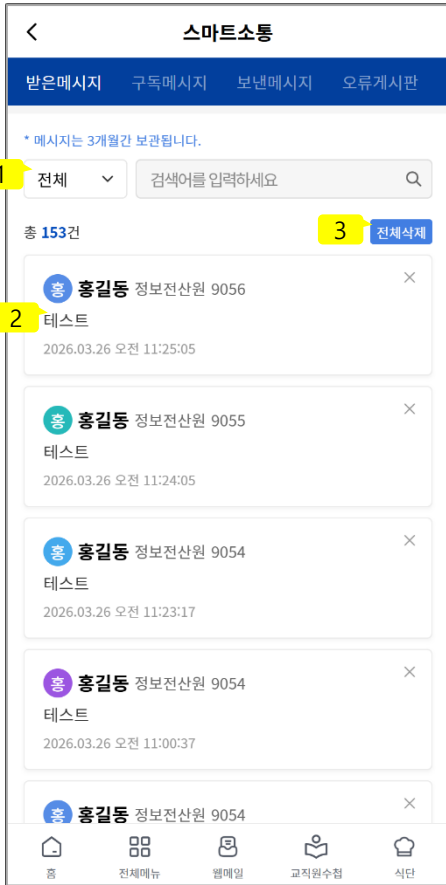 스마트소통
받은메시지 구독메시지 보낸메시지 오류게시판
* 메시지는 3개월간 보관됩니다.
1
전체 검색어를 입력하세요
총 153건 3 전체삭제
홍 홍길동 정보전산원 9056
2 테스트
2026.03.26 오전 11:25:05
홍 홍길동 정보전산원 9055
테스트
2026.03.26 오전 11:24:05
홍 홍길동 정보전산원 9054
테스트
2026.03.26 오전 11:23:17
홍 홍길동 정보전산원 9054
테스트
2026.03.26 오전 11:00:37
홍 홍길동 정보전산원 9054
홈 전체메뉴 웹메일 교직원수첩 식단